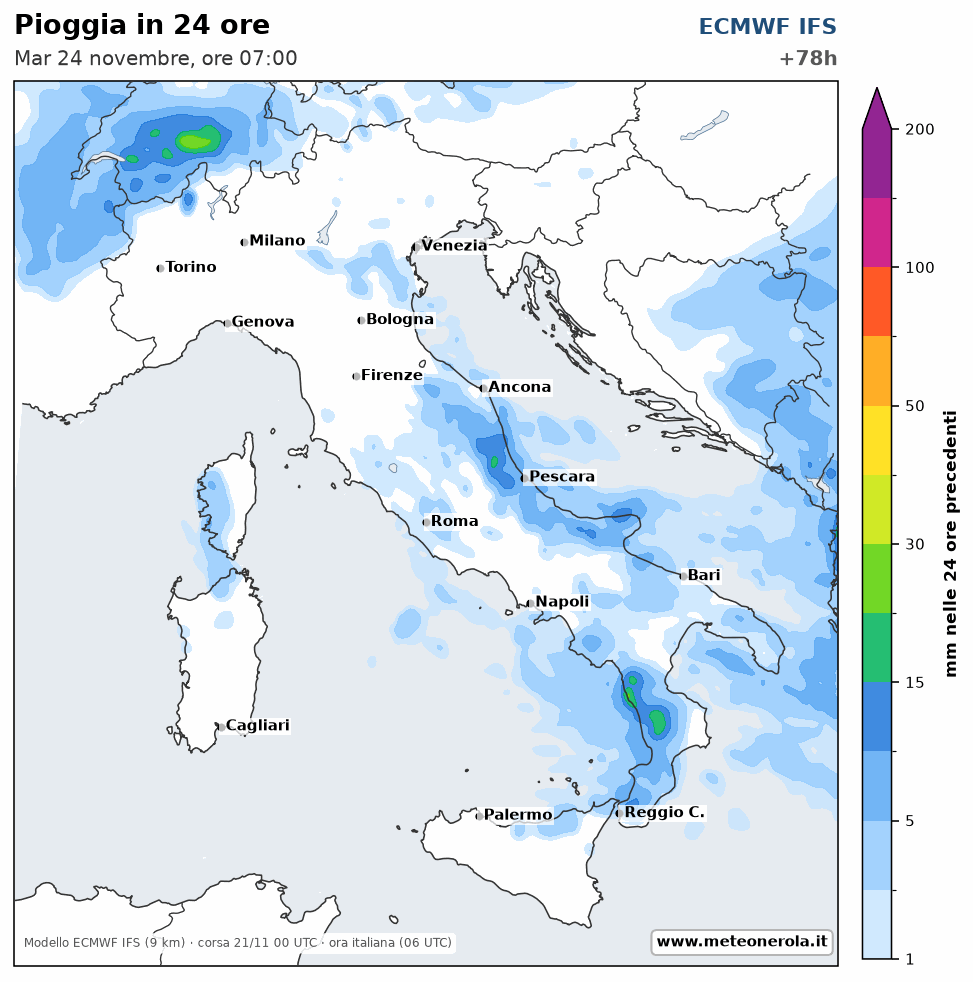 Pioggia in 24 ore
ECMWF IFS
Mar 24 novembre, ore 07:00
+78h
Milano
Venezia
Torino
Genova
Bologna
Firenze
Ancona
Pescara
Roma
Bari
Napoli
Cagliari
Palermo
Reggio C.
200
100
50
30
15
5
1
mm nelle 24 ore precedenti
Modello ECMWF IFS (9 km) · corsa 21/11 00 UTC · ora italiana (06 UTC)
www.meteonerola.it